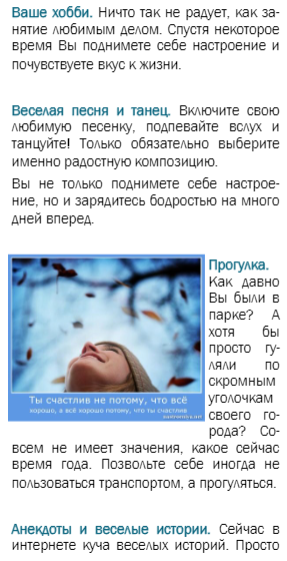 Ваше хобби. Ничто так не радует, как за-
нятие любимым делом. Спустя некоторое
время Вы поднимете себе настроение и
почувствуете вкус к жизни.
Веселая песня и танец. Включите свою
любимую песенку, подпевайте вслух и
танцуйте! Только обязательно выберите
именно радостную композицию.
Вы не только поднимете себе настрое-
ние, но и зарядитесь бодростью на много
дней вперед.
Прогулка.
Как давно
Вы были в
парке? А
хотя бы
просто гу-
ляли по
скромным
уголочкам
своего го-
рода? Со-
всем не имеет значения, какое сейчас
время года. Позвольте себе иногда не
пользоваться транспортом, а прогуляться.
Ты счастлив не потому, что всё
хорошо, а всё хорошо потому, что ты счастлив
Анекдоты и веселые истории. Сейчас в
интернете куча веселых историй. Просто